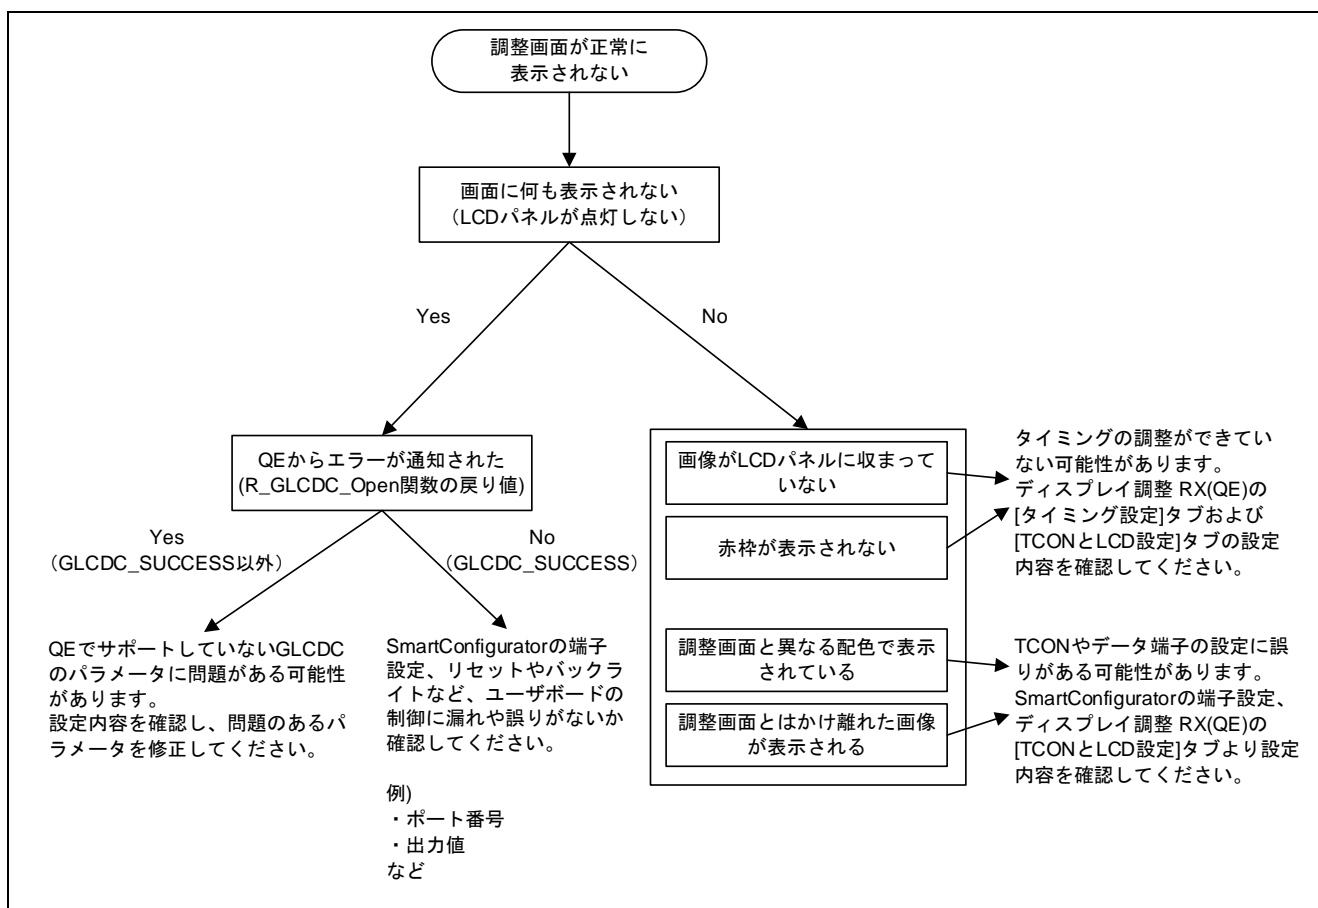 調整画面が正常に
表示されない
画面に何も表示されない
（LCDパネルが点灯しない）
Yes
No
QEからエラーが通知された
(R_GLCDC_Open関数の戻り値)
Yes
（GLCDC_SUCCESS以外）
No
（GLCDC_SUCCESS）
QEでサポートしていないGLCDC
のパラメータに問題がある可能性
があります。
設定内容を確認し、問題のあるパ
ラメータを修正してください。
SmartConfiguratorの端子
設定、リセットやバックラ
イトなど、ユーザボードの
制御に漏れや誤りがないか
確認してください。
例)
・ポート番号
・出力値
など
画像がLCDパネルに収まって
いない
赤枠が表示されない
タイミングの調整ができてい
ない可能性があります。
ディスプレイ調整 RX(QE)の
[タイミング設定]タブおよび
[TCONとLCD設定]タブの設定
内容を確認してください。
調整画面と異なる配色で表示
されている
調整画面とはかけ離れた画像
が表示される
TCONやデータ端子の設定に誤
りがある可能性があります。
SmartConfiguratorの端子設定、
ディスプレイ調整 RX(QE)の
[TCONとLCD設定]タブより設定
内容を確認してください。